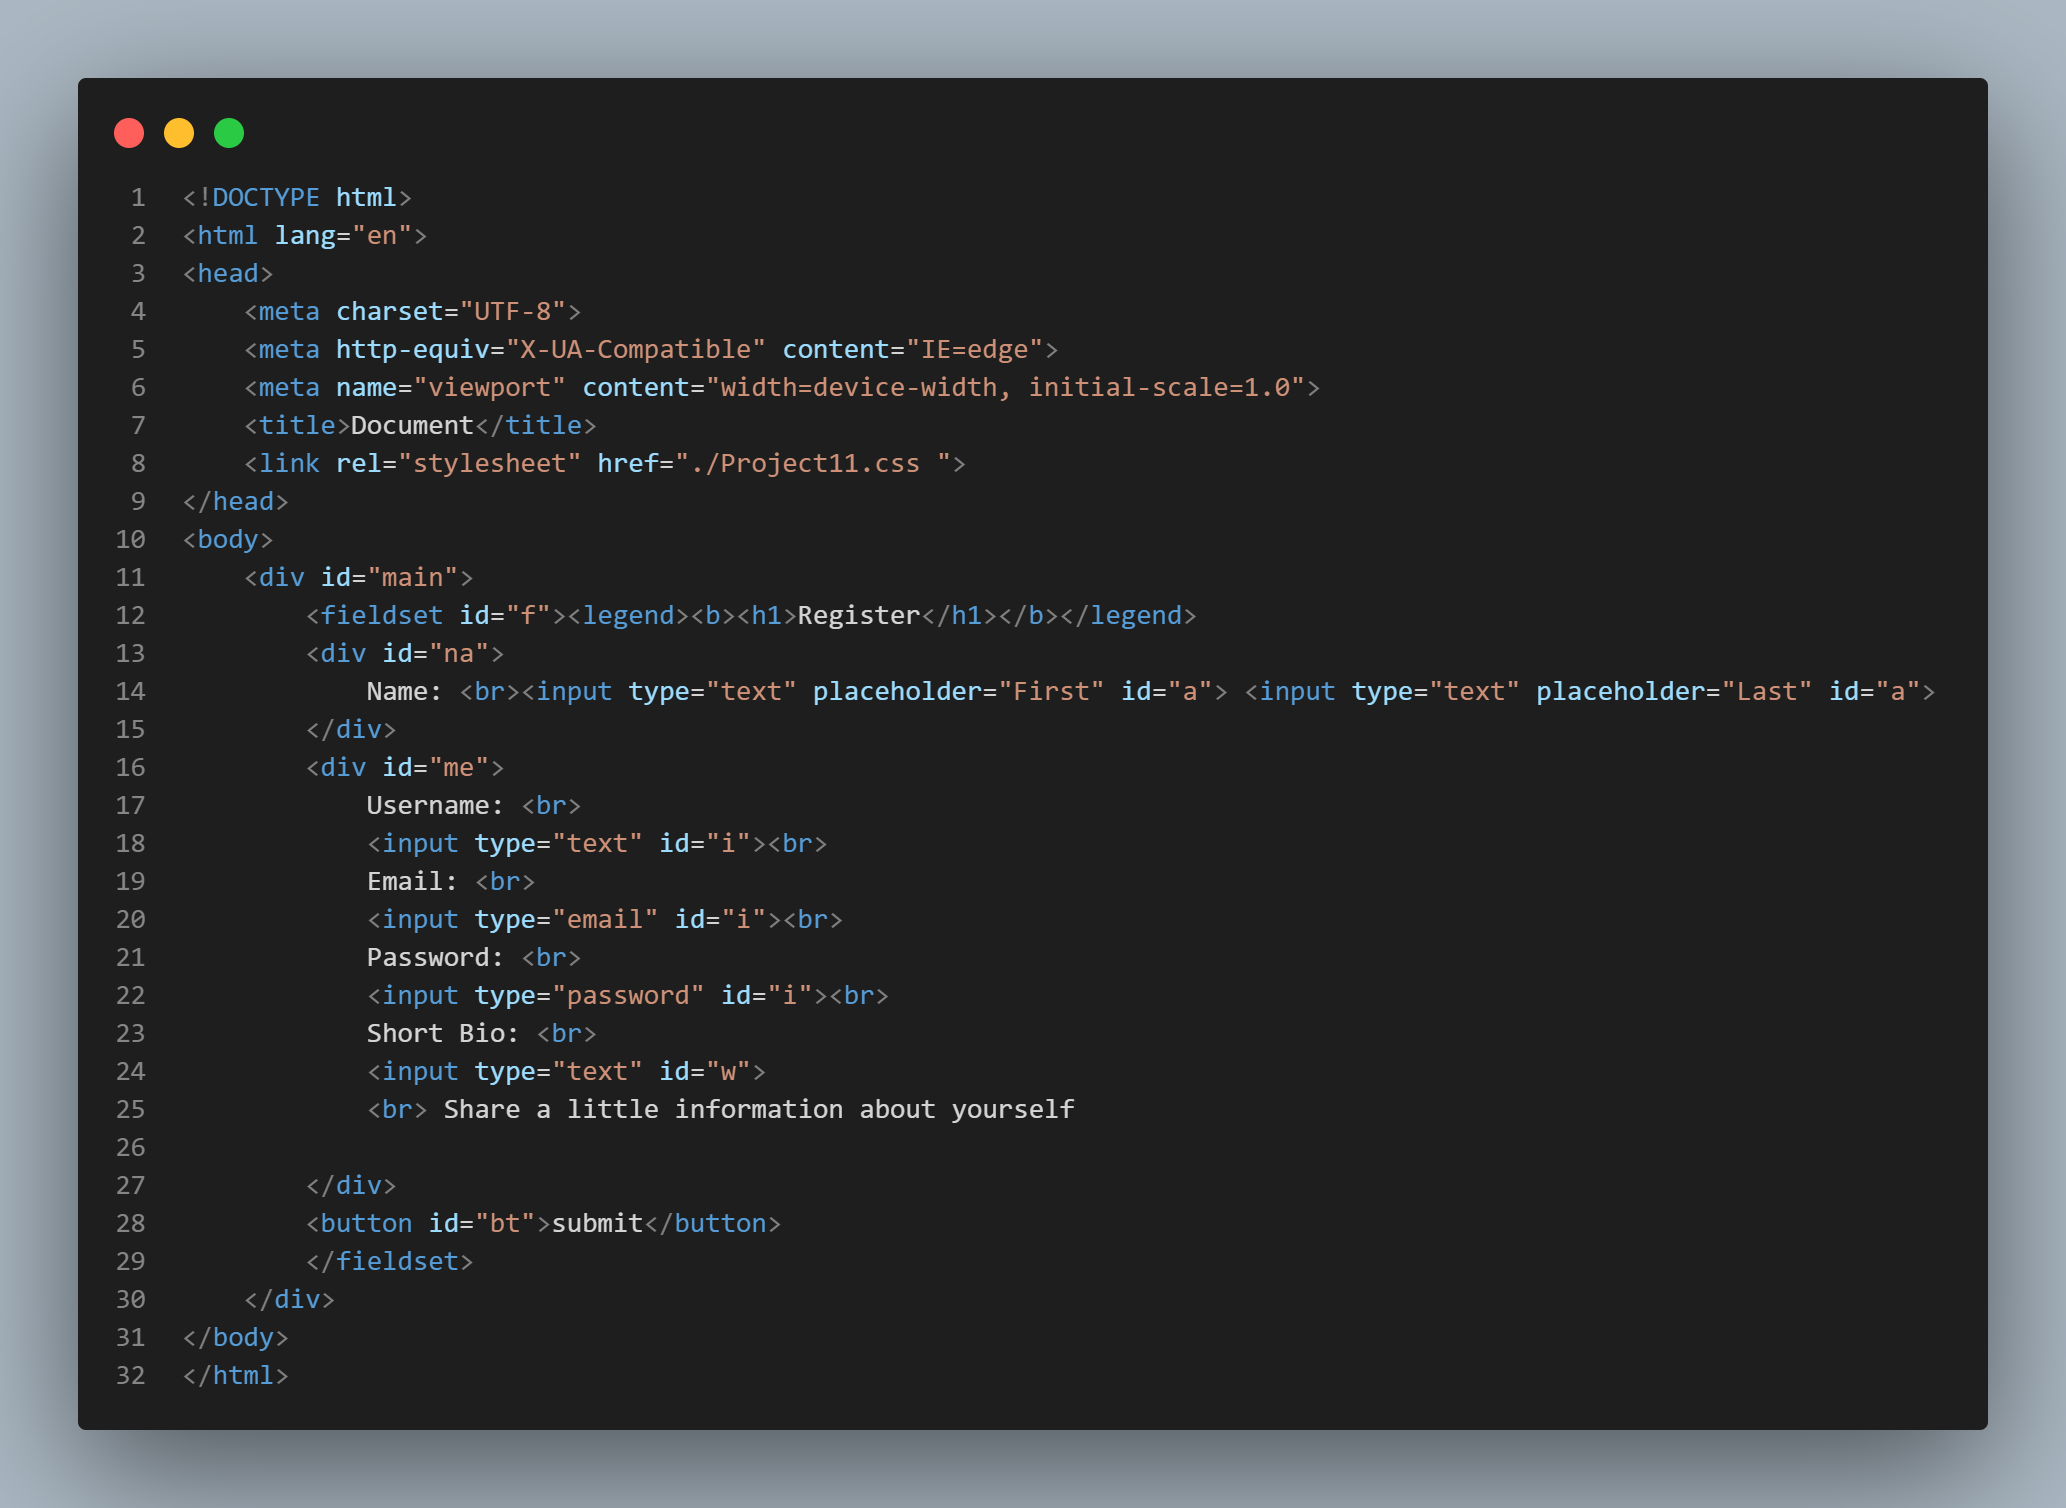 1 <!DOCTYPE html>
2 <html lang="en">
3 <head>
4     <meta charset="UTF-8">
5     <meta http-equiv="X-UA-Compatible" content="IE=edge">
6     <meta name="viewport" content="width=device-width, initial-scale=1.0">
7     <title>Document</title>
8     <link rel="stylesheet" href="./Project11.css ">
9 </head>
10 <body>
11     <div id="main">
12         <fieldset id="f"><legend><b><h1>Register</h1></b></legend>
13         <div id="na">
14             Name: <br><input type="text" placeholder="First" id="a"> <input type="text" placeholder="Last" id="a">
15         </div>
16         <div id="me">
17             Username: <br>
18             <input type="text" id="i"><br>
19             Email: <br>
20             <input type="email" id="i"><br>
21             Password: <br>
22             <input type="password" id="i"><br>
23             Short Bio: <br>
24             <input type="text" id="w">
25             <br> Share a little information about yourself
26
27         </div>
28         <button id="bt">submit</button>
29         </fieldset>
30     </div>
31 </body>
32 </html>